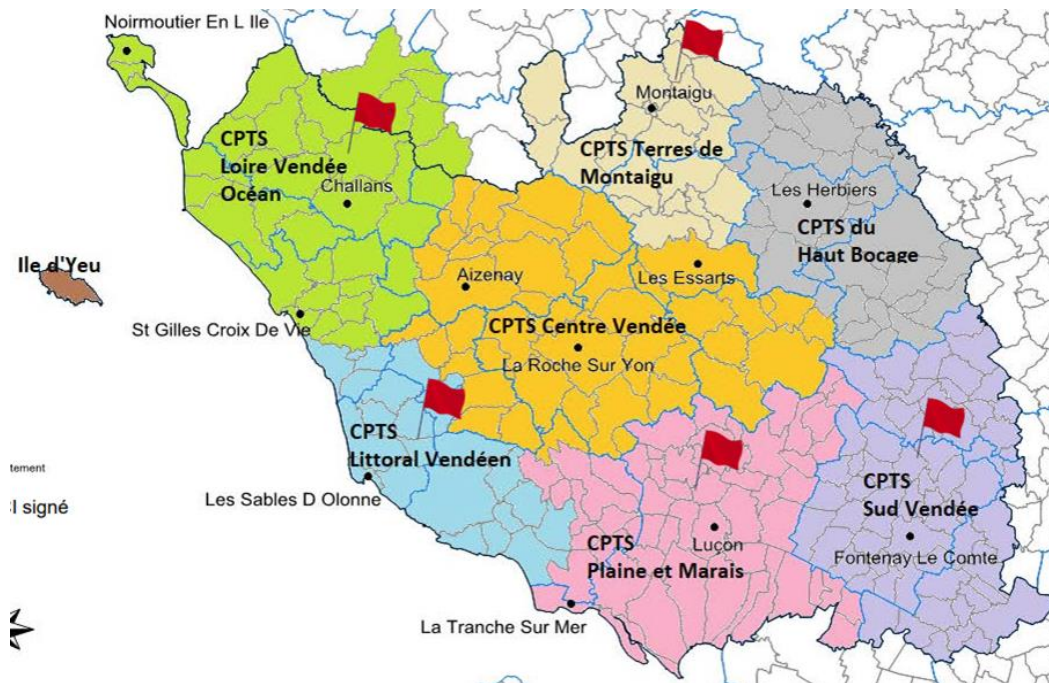 Noirmoutier En L Ile
Montaigu
CPTS
Loire Vendée
Océan
CPTS Terres de
Montaigu
Challans
Les Herbiers
CPTS du
Haut Bocage
Ile d'Yeu
Aizenay
Les Essarts
St Gilles Croix De Vie
CPTS Centre Vendée
La Roche Sur Yon
CPTS
Littoral Vendéen
tement
signé
Les Sables D Olonne
CPTS
Sud Vendée
CPTS
Plaine et Marais
Luçon
Fontenay Le Comte
La Tranche Sur Mer